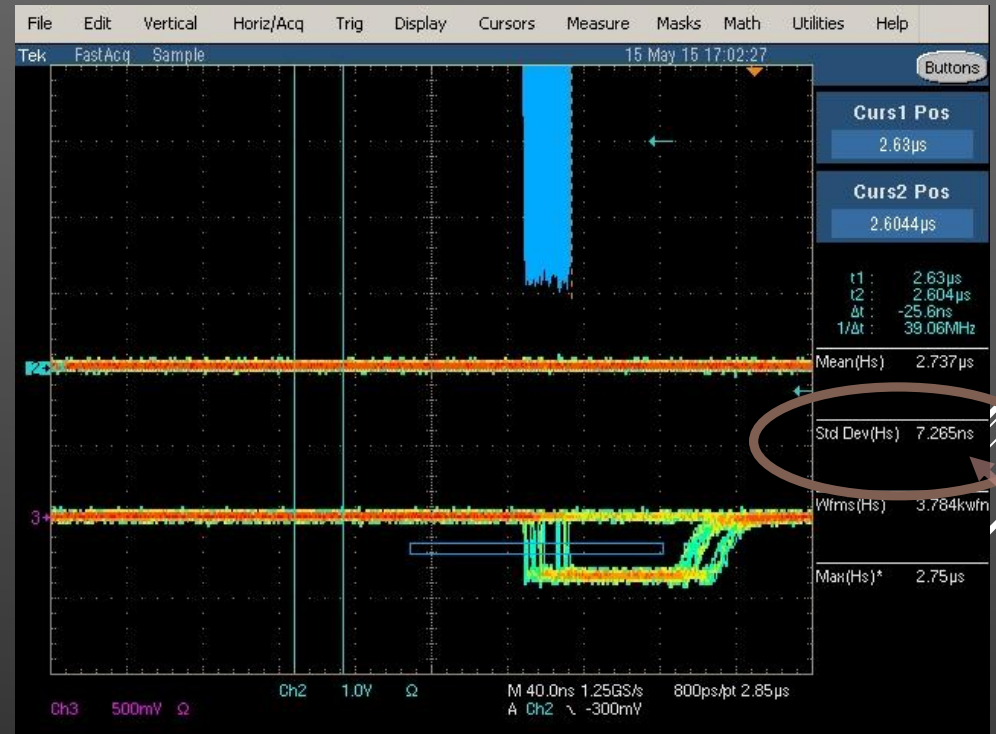 File Edit Vertical Horiz/Acq Trig Display Cursors Measure Masks Math Utilities Help
Tek FastAcq Sample 15 May 15 17:02:27
Buttons
Curs1 Pos
2.63µs
Curs2 Pos
2.6044µs
t1 : 2.63µs
t2 : 2.604µs
Δt : -25.6ns
1/Δt : 39.06MHz
2
Mean(Hs) 2.737µs
Std Dev(Hs) 7.265ns
3
Wfms(Hs) 3.784kwfm
Max(Hs)* 2.75µs
Ch2 1.0V Ω M 40.0ns 1.25GS/s 800ps/pt 2.85µs
Ch3 500mV Ω A Ch2 -300mV